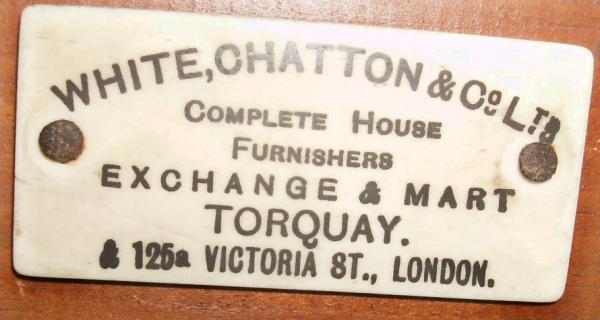 WHITE, CHATTON & Co. LTD
COMPLETE HOUSE
FURNISHERS
EXCHANGE & MART
TORQUAY.
& 125a VICTORIA ST., LONDON.